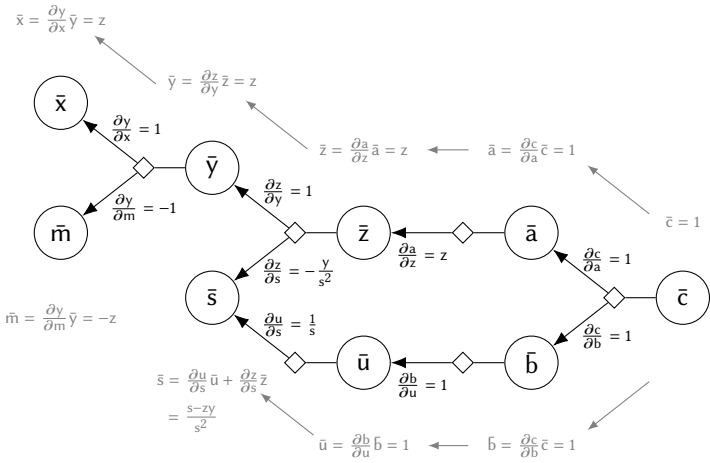 x̄ = ∂y/∂x ȳ = z
ȳ = ∂z/∂y z̄ = z
x̄
∂y/∂x = 1
z̄ = ∂a/∂z ā = z
ā = ∂c/∂a c̄ = 1
ȳ
∂z/∂y = 1
∂y/∂m = -1
c̄ = 1
m̄
z̄
ā
∂a/∂z = z
∂c/∂a = 1
∂z/∂s = - y/s²
s̄
c̄
m̄ = ∂y/∂m ȳ = -z
∂u/∂s = 1/s
∂c/∂b = 1
ū
b̄
∂b/∂u = 1
s̄ = ∂u/∂s ū + ∂z/∂s z̄
= s-zy/s²
ū = ∂b/∂u b̄ = 1
b̄ = ∂c/∂b c̄ = 1